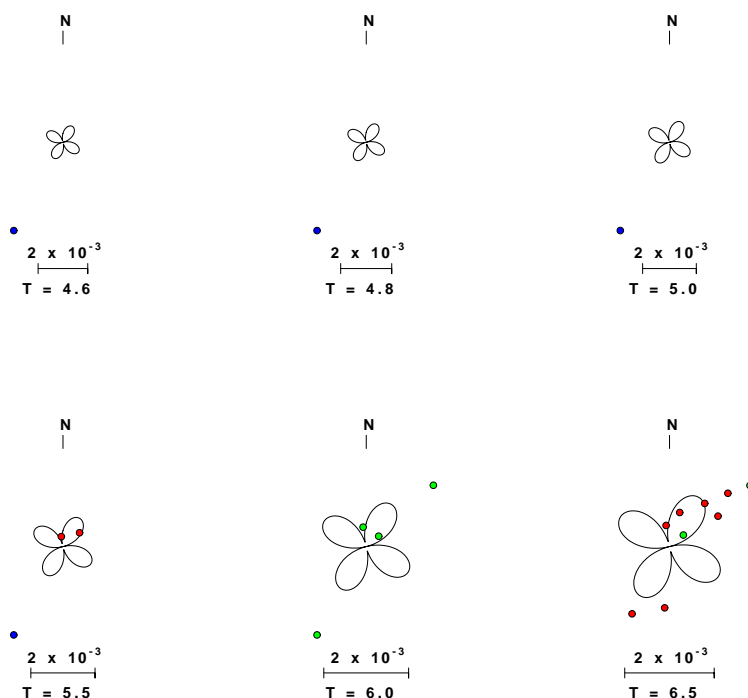 N N N
2 x 10^-3 2 x 10^-3 2 x 10^-3
T = 4.6 T = 4.8 T = 5.0
N N N
2 x 10^-3 2 x 10^-3 2 x 10^-3
T = 5.5 T = 6.0 T = 6.5